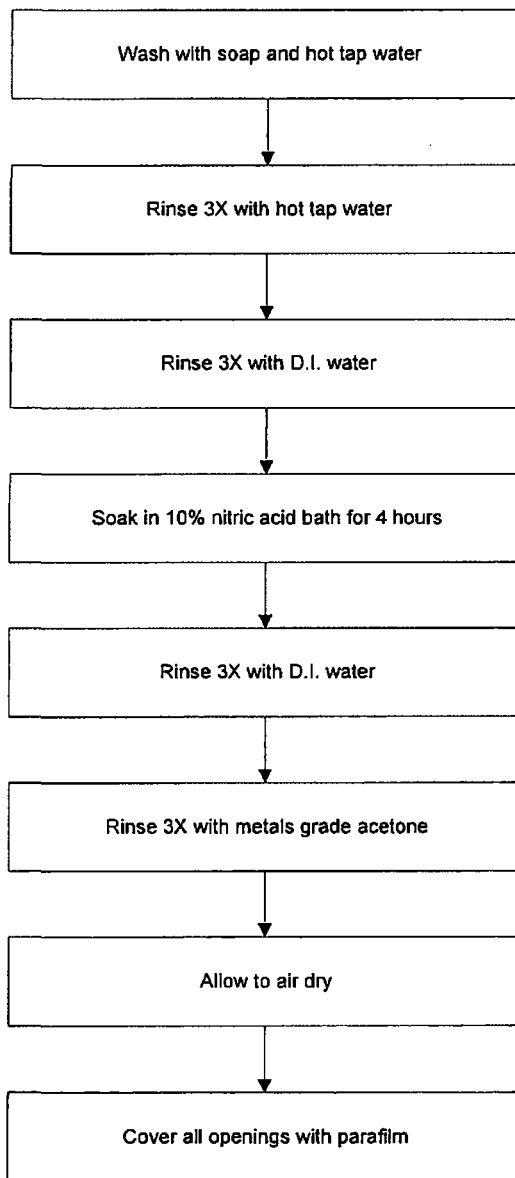 Wash with soap and hot tap water
Rinse 3X with hot tap water
Rinse 3X with D.I. water
Soak in 10% nitric acid bath for 4 hours
Rinse 3X with D.I. water
Rinse 3X with metals grade acetone
Allow to air dry
Cover all openings with parafilm